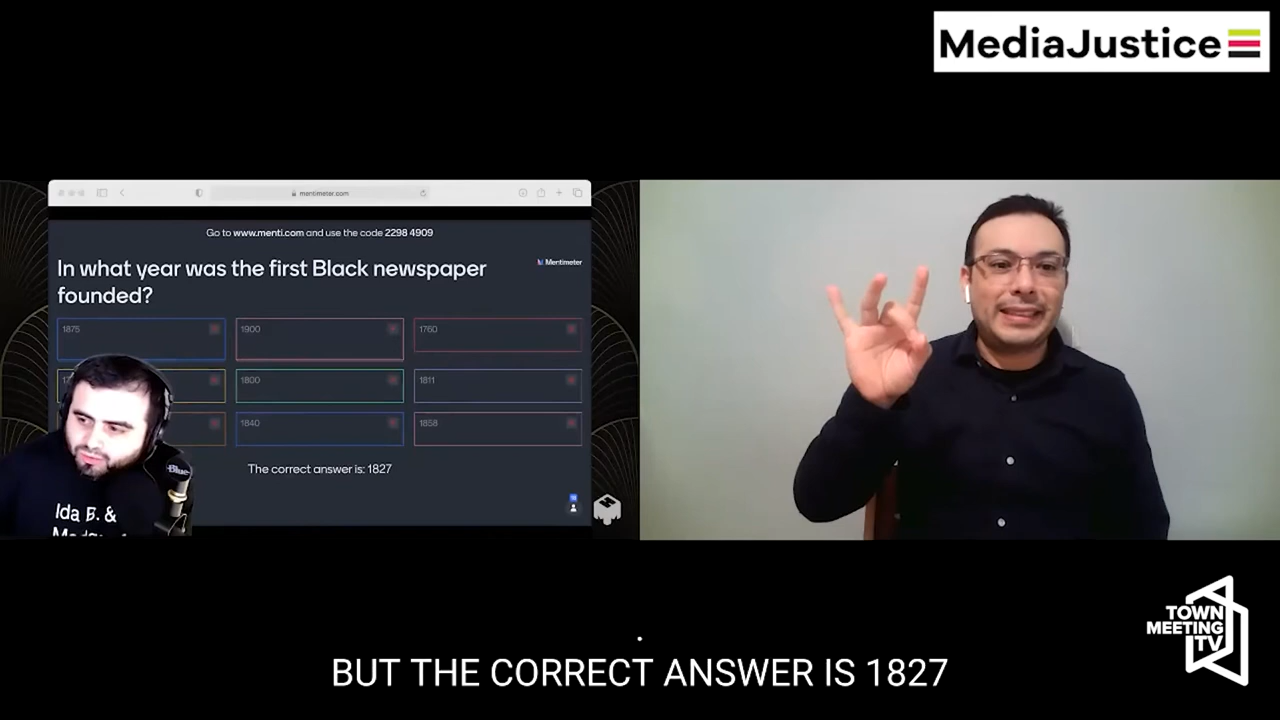 MediaJustice
mentimeter.com
Go to www.menti.com and use the code 2298 4909
In what year was the first Black newspaper
founded?
Mentimeter
1875
1900
1760
1800
1811
1840
1858
The correct answer is: 1827
Blue
Ida B. &
TOWN
MEETING
TV
BUT THE CORRECT ANSWER IS 1827